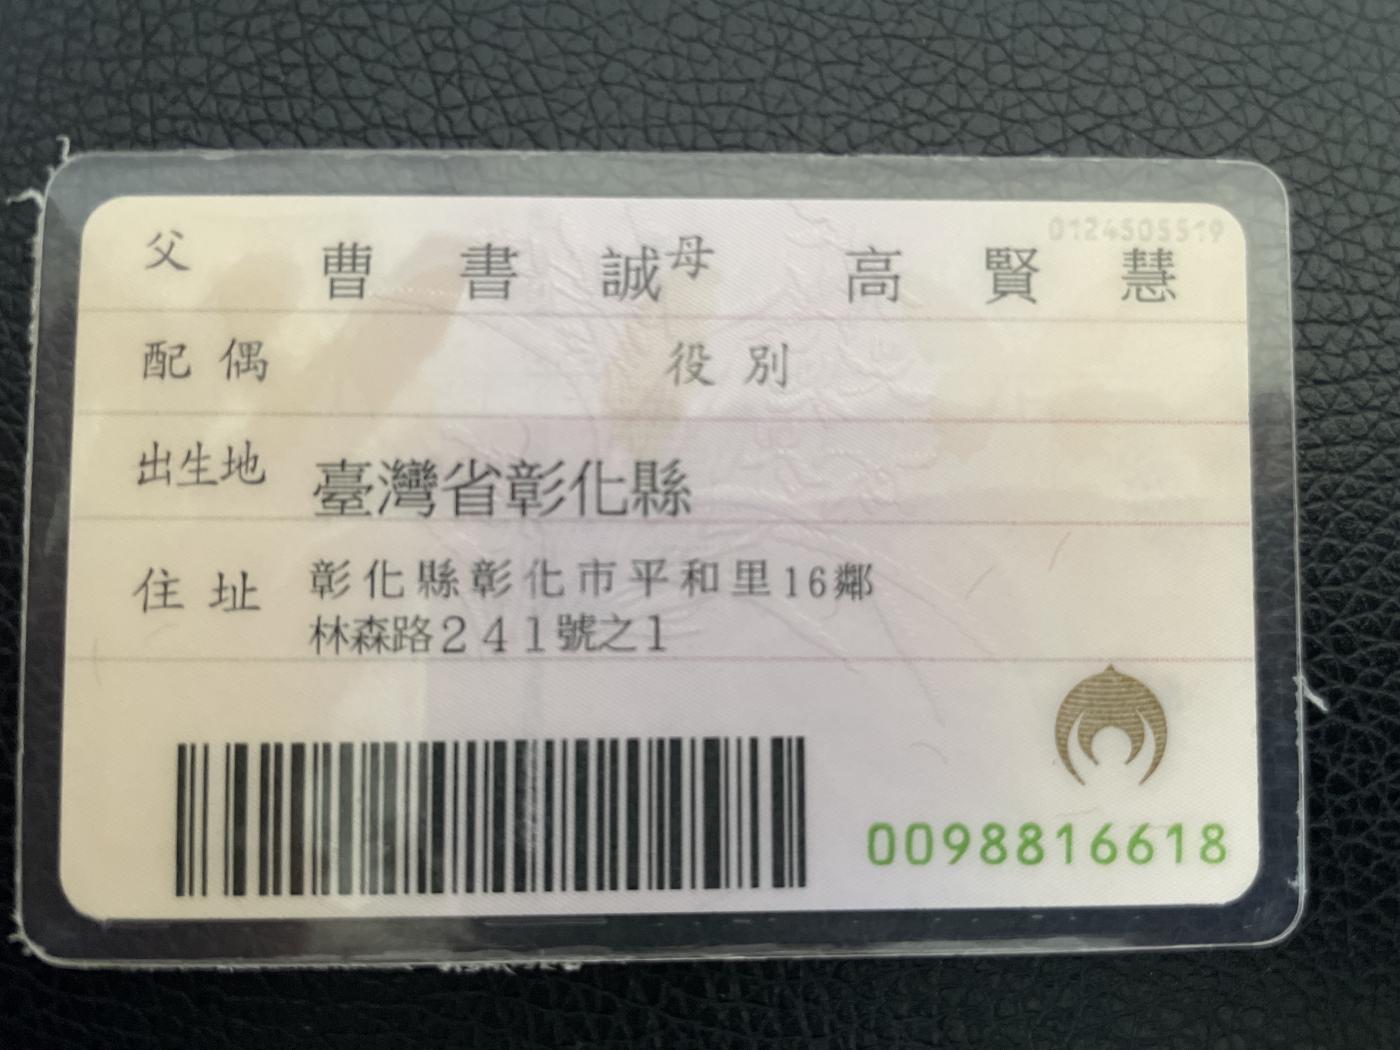 0124505519
父 曹書誠 母 高賢慧
配偶 役別
出生地 臺灣省彰化縣
住址 彰化縣彰化市平和里16鄰
林森路241號之1
0098816618